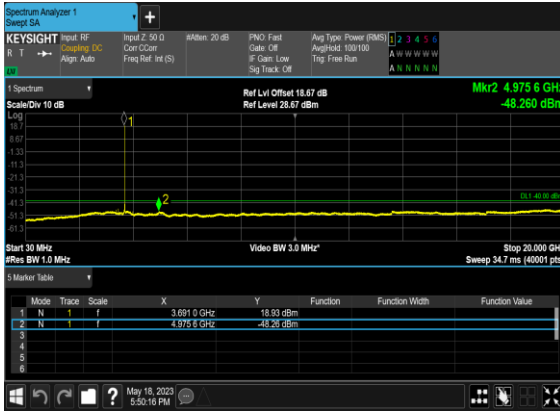 Spectrum Analyzer 1
Swept SA
+
KEYSIGHT Input: RF Input Z: 50 Ω #Atten: 20 dB PNO: Fast Avg Type: Power (RMS) 1 2 3 4 5 6
R T Coupling: DC Corr CCorr Gate: Off Avg|Hold: 100/100 A W W W W W
Align: Auto Freq Ref: Int (S) IF Gain: Low Trig: Free Run
Sig Track: Off A N N N N N
1 Spectrum
Scale/Div 10 dB
Ref Lvl Offset 18.67 dB
Ref Level 28.67 dBm
Mkr2 4.975 6 GHz
-48.260 dBm
Log
18.7
8.67
-1.33
-11.3
-21.3
-31.3
-41.3
-51.3
-61.3
1
2
DL1 -40.00 dBm
Start 30 MHz Video BW 3.0 MHz* Stop 20.000 GHz
#Res BW 1.0 MHz Sweep 34.7 ms (40001 pts)
5 Marker Table
Mode Trace Scale X Y Function Function Width Function Value
1 N 1 f 3.691 0 GHz 18.93 dBm
2 N 1 f 4.975 6 GHz -48.26 dBm
3
4
5
6
?
May 18, 2023
5:50:16 PM